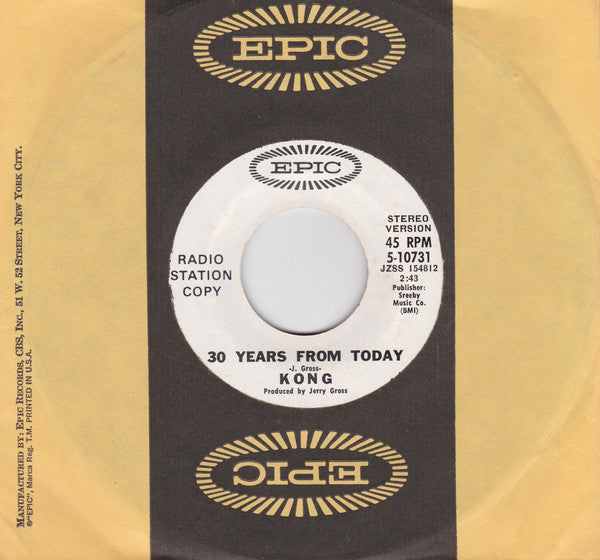 EPIC
EPIC
RADIO
STATION
COPY
STEREO
VERSION
45 RPM
5-10731
JZSS 154812
2:43
Publisher:
Sreeby
Music Co.
(BMI)
30 YEARS FROM TODAY
-J. Gross-
KONG
Produced by Jerry Gross
EPIC
MANUFACTURED BY: EPIC RECORDS, CBS, INC., 51 W. 52 STREET, NEW YORK CITY.
®"EPIC", Marca Reg. T.M. PRINTED IN U.S.A.